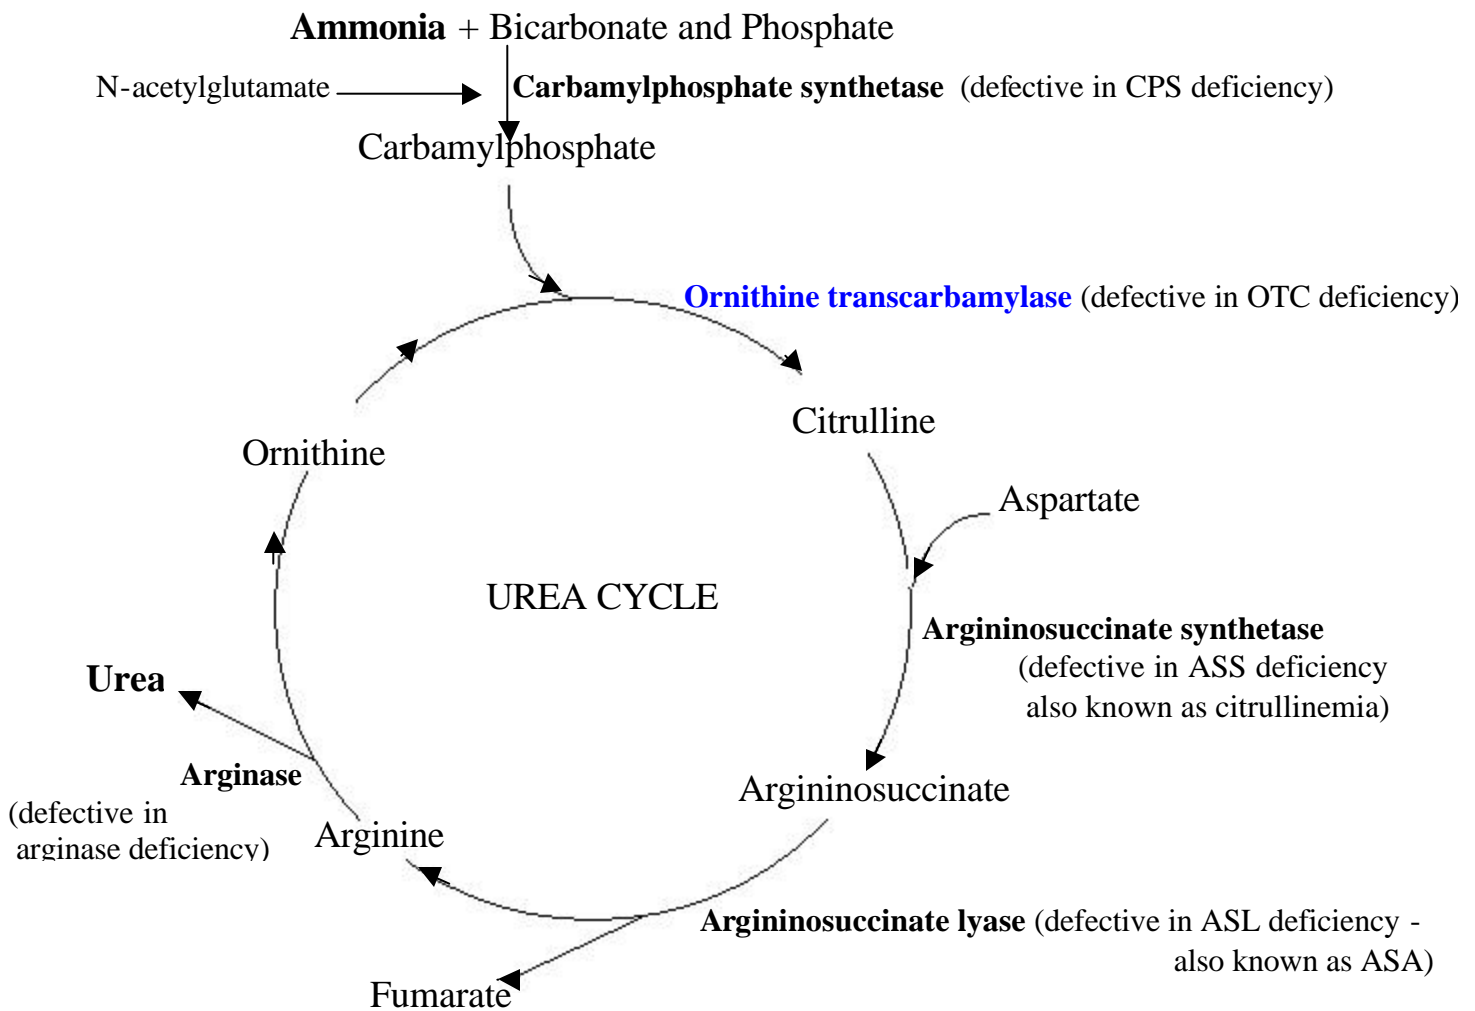 Ammonia + Bicarbonate and Phosphate
N-acetylglutamate
Carbamylphosphate synthetase (defective in CPS deficiency)
Carbamylphosphate
Ornithine transcarbamylase (defective in OTC deficiency)
Citrulline
Ornithine
Aspartate
UREA CYCLE
Argininosuccinate synthetase
(defective in ASS deficiency
also known as citrullinemia)
Urea
Arginase
(defective in
arginase deficiency)
Argininosuccinate
Arginine
Argininosuccinate lyase (defective in ASL deficiency -
also known as ASA)
Fumarate